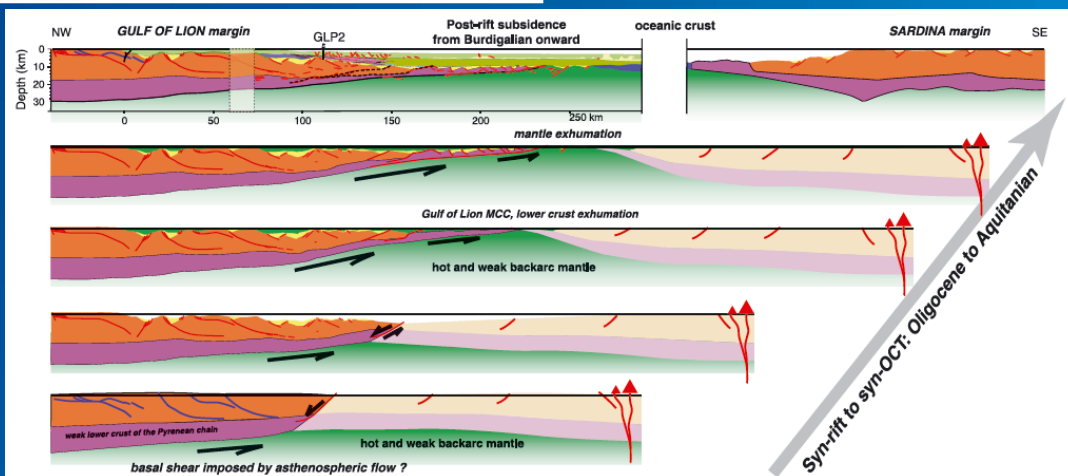 NW
GULF OF LION margin
GLP2
Post-rift subsidence
from Burdigalian onward
oceanic crust
SARDINA margin
SE
Depth (km)
0
10
20
30
0
50
100
150
200
250 km
mantle exhumation
Gulf of Lion MCC, lower crust exhumation
hot and weak backarc mantle
weak lower crust of the Pyrenean chain
hot and weak backarc mantle
basal shear imposed by asthenospheric flow ?
Syn-rift to syn-OCT: Oligocene to Aquitanian